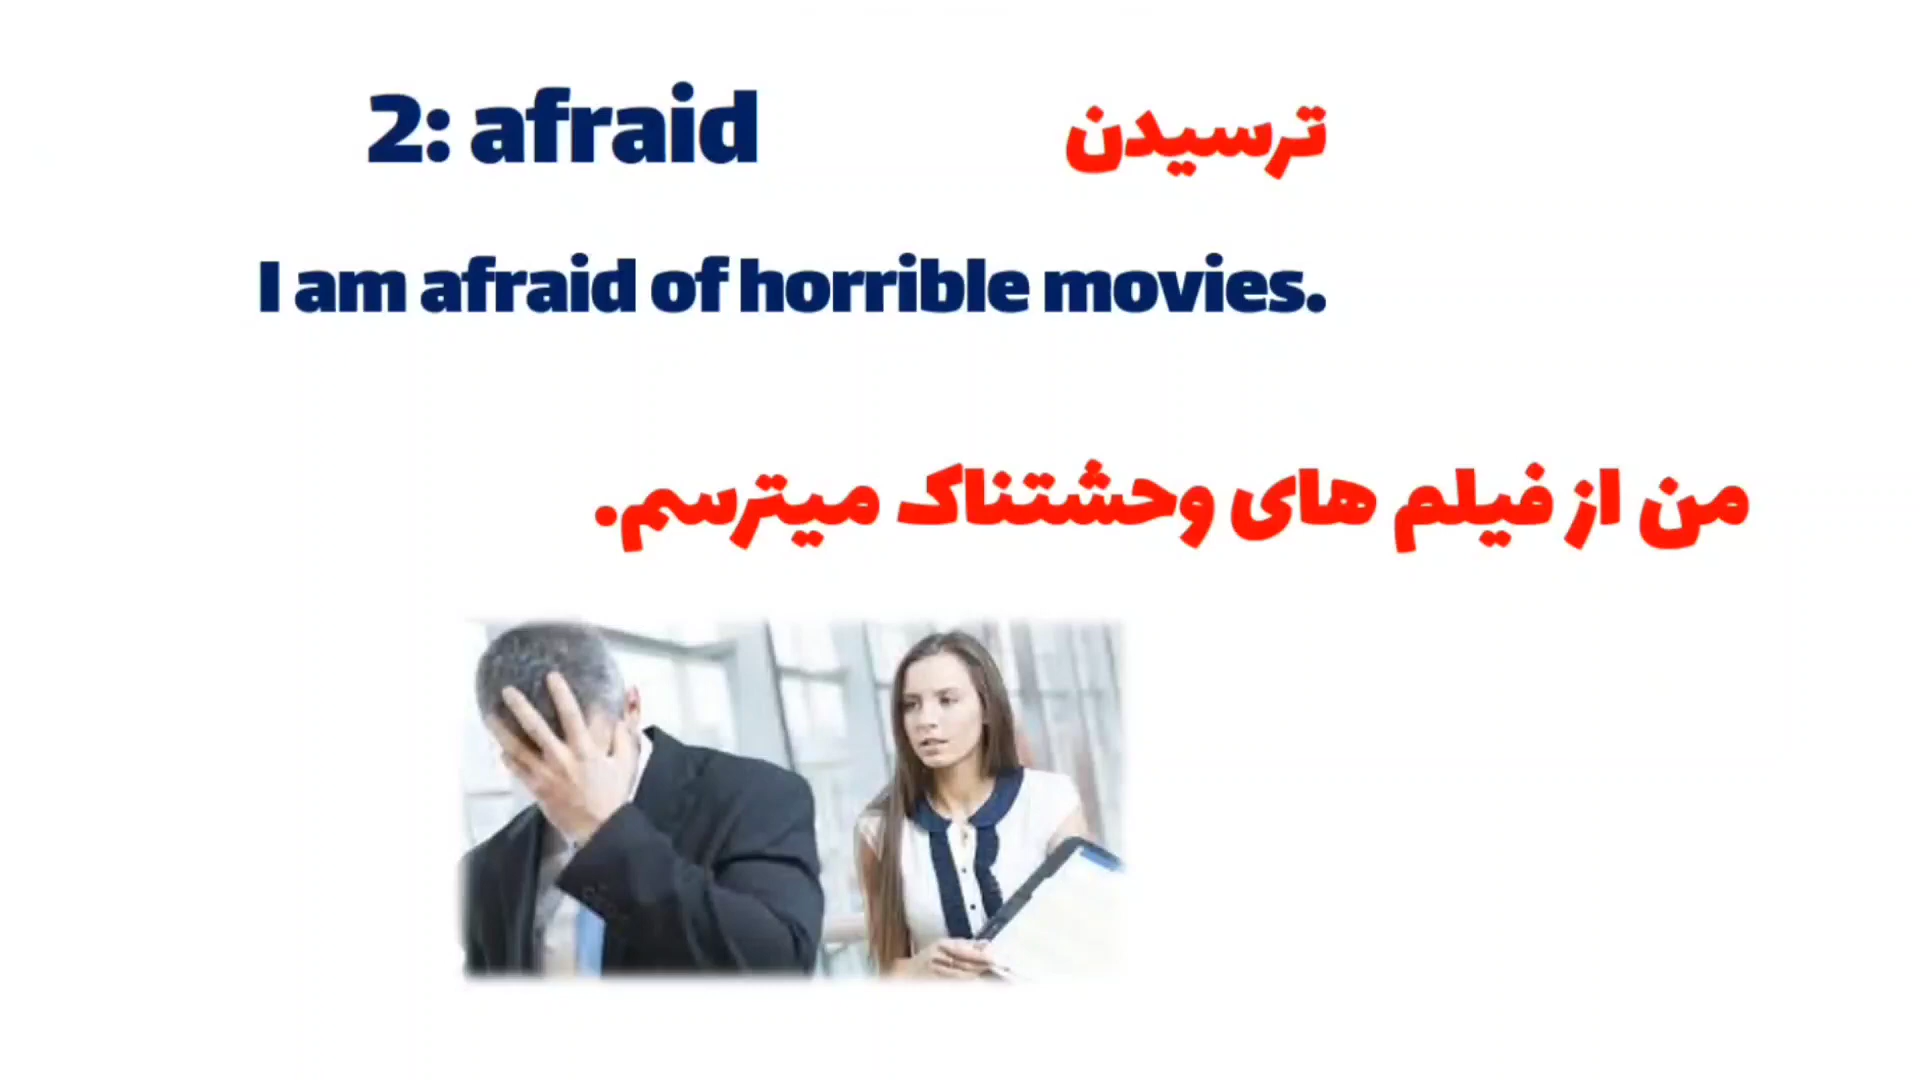 2: afraid ترسیدن
I am afraid of horrible movies.
من از فیلم های وحشتناک میترسم.